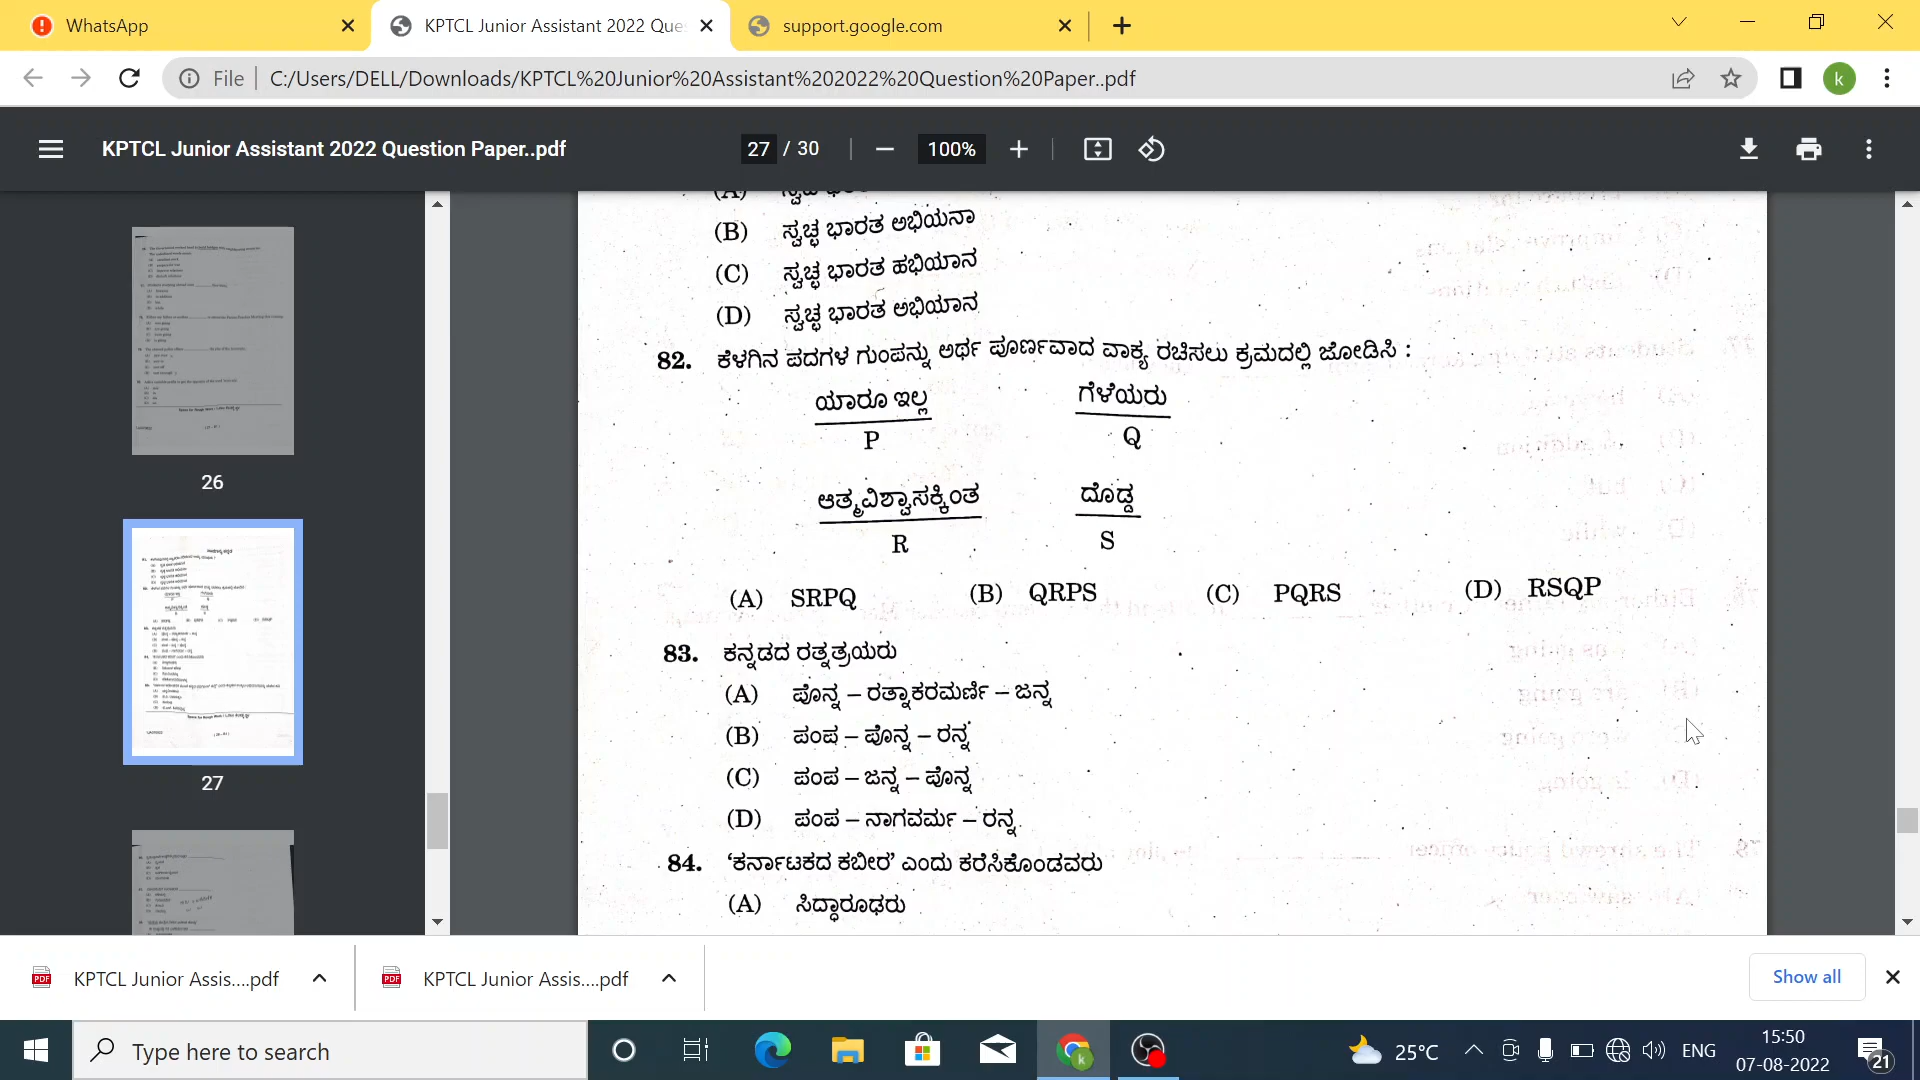 WhatsApp
KPTCL Junior Assistant 2022 Que
support.google.com
File
C:/Users/DELL/Downloads/KPTCL%20Junior%20Assistant%202022%20Question%20Paper..pdf
k
KPTCL Junior Assistant 2022 Question Paper..pdf
27 / 30
100%
26
27
(A)
(B) ಸ್ವಚ್ಛ ಭಾರತ ಅಭಿಯನಾ
(C) ಸ್ವಚ್ಛ ಭಾರತ ಹಭಿಯಾನ
(D) ಸ್ವಚ್ಛ ಭಾರತ ಅಭಿಯಾನ
82. ಕೆಳಗಿನ ಪದಗಳ ಗುಂಪನ್ನು ಅರ್ಥ ಪೂರ್ಣವಾದ ವಾಕ್ಯ ರಚಿಸಲು ಕ್ರಮದಲ್ಲಿ ಜೋಡಿಸಿ :
ಯಾರೂ ಇಲ್ಲ ಗೆಳೆಯರು
P Q
ಆತ್ಮವಿಶ್ವಾಸಕ್ಕಿಂತ ದೊಡ್ಡ
R S
(A) SRPQ (B) QRPS (C) PQRS (D) RSQP
83. ಕನ್ನಡದ ರತ್ನತ್ರಯರು
(A) ಪೊನ್ನ – ರತ್ನಾಕರಮರ್ಣಿ – ಜನ್ನ
(B) ಪಂಪ – ಪೊನ್ನ – ರನ್ನ
(C) ಪಂಪ – ಜನ್ನ – ಪೊನ್ನ
(D) ಪಂಪ – ನಾಗವರ್ಮ – ರನ್ನ
84. ‘ಕರ್ನಾಟಕದ ಕಬೀರ’ ಎಂದು ಕರೆಸಿಕೊಂಡವರು
(A) ಸಿದ್ಧಾರೂಢರು
KPTCL Junior Assis....pdf
KPTCL Junior Assis....pdf
Show all
Type here to search
k
25°C
ENG
15:50
07-08-2022
21